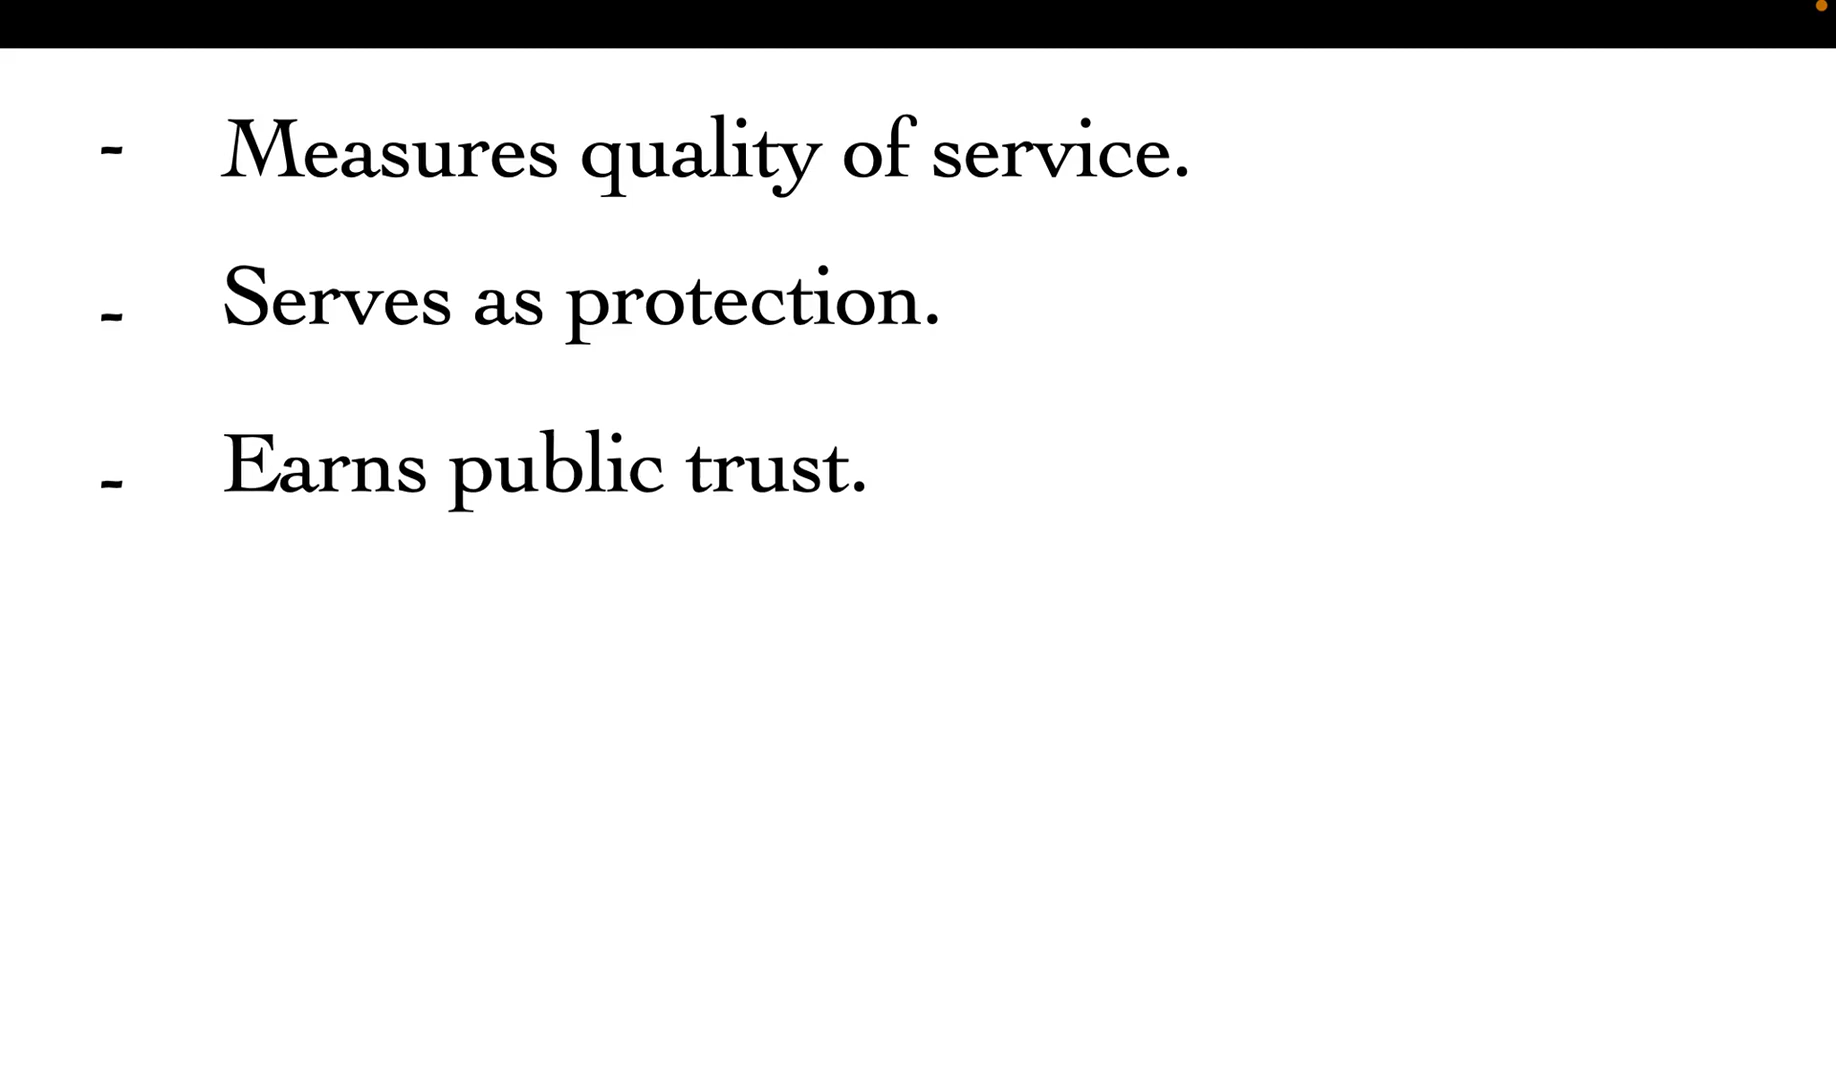 - Measures quality of service.
- Serves as protection.
- Earns public trust.